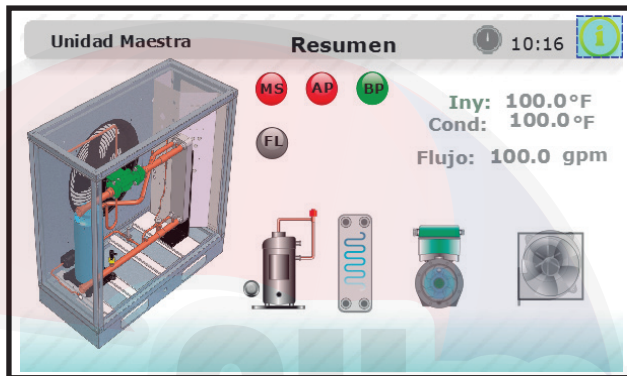 Unidad Maestra
Resumen
10:16
i
MS AP BP
Iny: 100.0°F
Cond: 100.0°F
FL
Flujo: 100.0 gpm